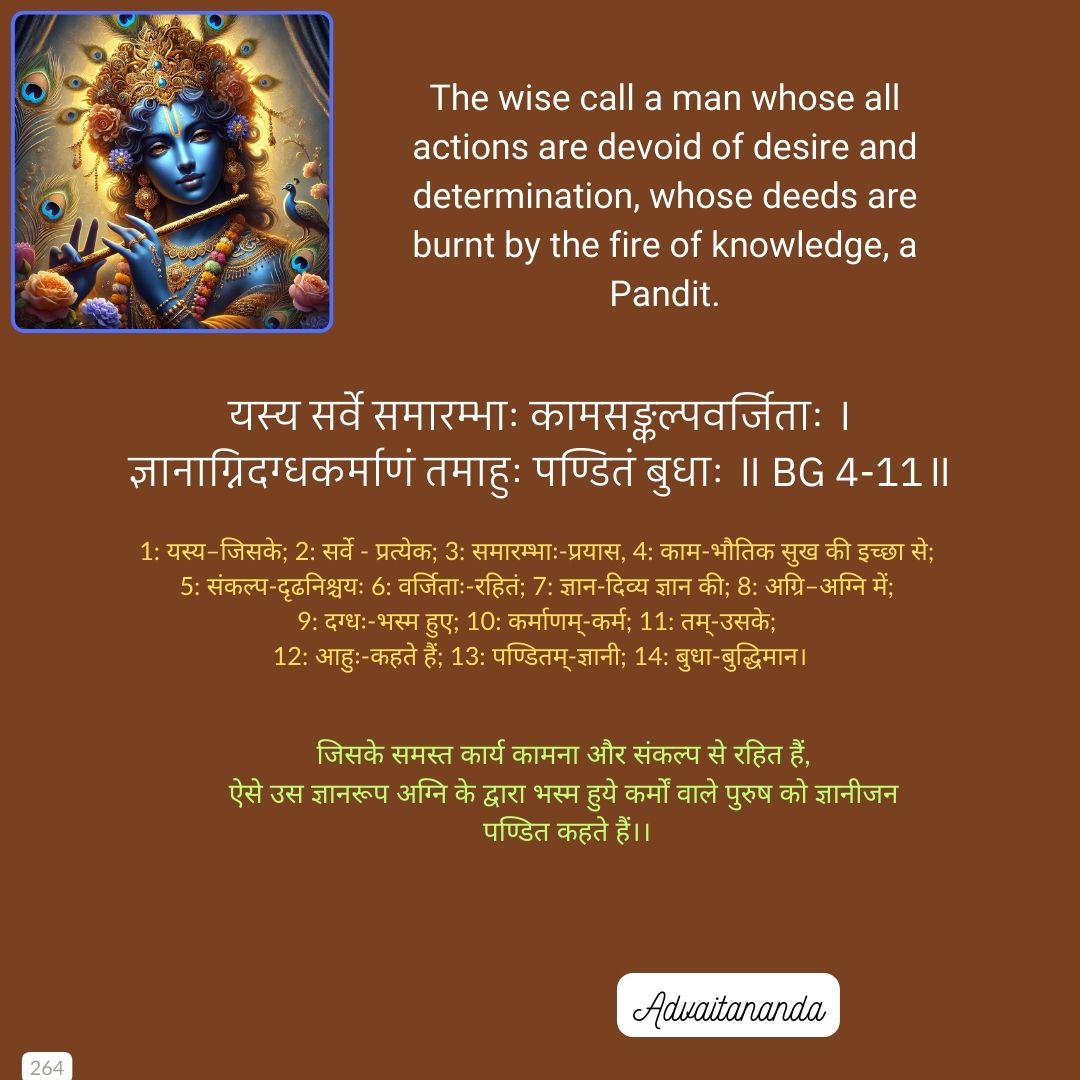 The wise call a man whose all
actions are devoid of desire and
determination, whose deeds are
burnt by the fire of knowledge, a
Pandit.
यस्य सर्वे समारम्भाः कामसङ्कल्पवर्जिताः ।
ज्ञानाग्निदग्धकर्माणं तमाहुः पण्डितं बुधाः ॥ BG 4-11॥
1: यस्य–जिसके; 2: सर्वे - प्रत्येक; 3: समारम्भाः-प्रयास, 4: काम-भौतिक सुख की इच्छा से;
5: संकल्प-दृढनिश्चयः 6: वर्जिताः-रहितं; 7: ज्ञान-दिव्य ज्ञान की; 8: अग्रि–अग्नि में;
9: दग्धः-भस्म हुए; 10: कर्माणम्-कर्म; 11: तम्-उसके;
12: आहुः-कहते हैं; 13: पण्डितम्-ज्ञानी; 14: बुधा-बुद्धिमान।
जिसके समस्त कार्य कामना और संकल्प से रहित हैं,
ऐसे उस ज्ञानरूप अग्नि के द्वारा भस्म हुये कर्मों वाले पुरुष को ज्ञानीजन
पण्डित कहते हैं।।
Advaitananda
264